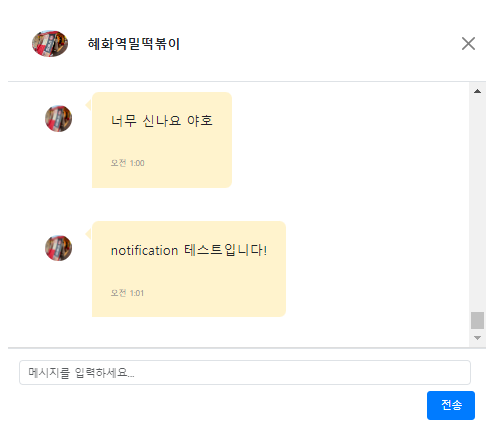 혜화역밀떡볶이
너무 신나요 야호
오전 1:00
notification 테스트입니다!
오전 1:01
메시지를 입력하세요...
전송